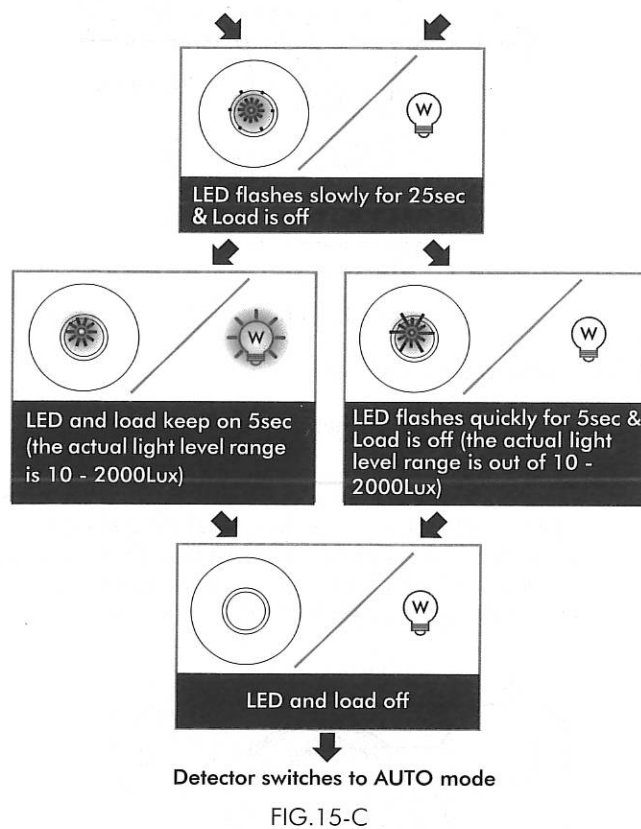 W
LED flashes slowly for 25sec
& Load is off
W
LED and load keep on 5sec
(the actual light level range
is 10 - 2000Lux)
W
LED flashes quickly for 5sec &
Load is off (the actual light
level range is out of 10 -
2000Lux)
W
LED and load off
Detector switches to AUTO mode
FIG.15-C